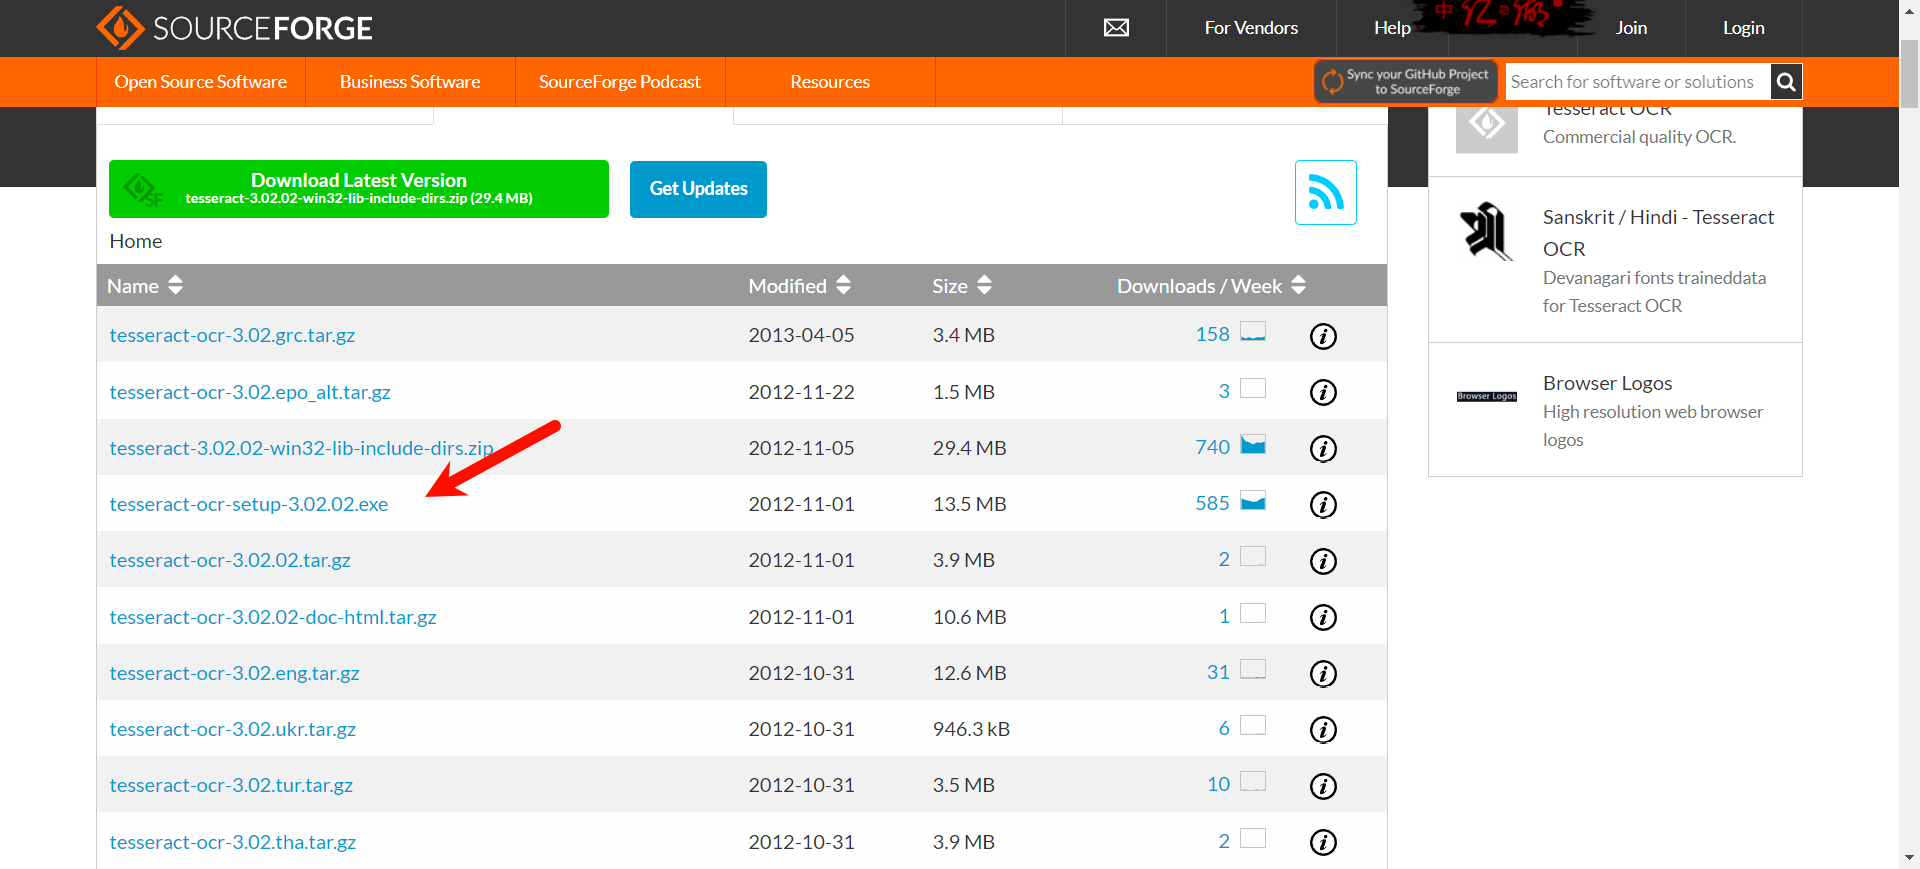 SOURCEFORGE
For Vendors
Help
Join
Login
Open Source Software
Business Software
SourceForge Podcast
Resources
Sync your GitHub Project
to SourceForge
Search for software or solutions
Tesseract OCR
Commercial quality OCR.
Download Latest Version
tesseract-3.02.02-win32-lib-include-dirs.zip (29.4 MB)
SF
Get Updates
Home
Name Modified Size Downloads / Week
tesseract-ocr-3.02.grc.tar.gz 2013-04-05 3.4 MB 158
tesseract-ocr-3.02.epo_alt.tar.gz 2012-11-22 1.5 MB 3
tesseract-3.02.02-win32-lib-include-dirs.zip 2012-11-05 29.4 MB 740
tesseract-ocr-setup-3.02.02.exe 2012-11-01 13.5 MB 585
tesseract-ocr-3.02.02.tar.gz 2012-11-01 3.9 MB 2
tesseract-ocr-3.02.02-doc-html.tar.gz 2012-11-01 10.6 MB 1
tesseract-ocr-3.02.eng.tar.gz 2012-10-31 12.6 MB 31
tesseract-ocr-3.02.ukr.tar.gz 2012-10-31 946.3 kB 6
tesseract-ocr-3.02.tur.tar.gz 2012-10-31 3.5 MB 10
tesseract-ocr-3.02.tha.tar.gz 2012-10-31 3.9 MB 2
Sanskrit / Hindi - Tesseract
OCR
Devanagari fonts traineddata
for Tesseract OCR
Browser Logos
Browser Logos
High resolution web browser
logos